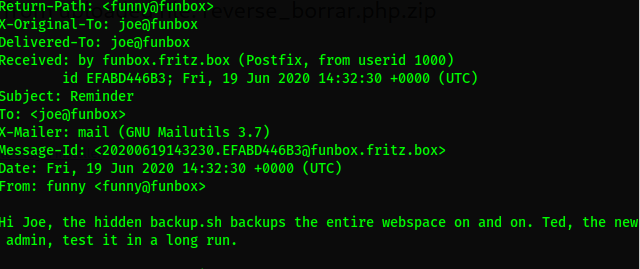 Return-Path: <funny@funbox>
reverse_borrar.php.zip
X-Original-To: joe@funbox
Delivered-To: joe@funbox
Received: by funbox.fritz.box (Postfix, from userid 1000)
        id EFABD446B3; Fri, 19 Jun 2020 14:32:30 +0000 (UTC)
Subject: Reminder
To: <joe@funbox>
X-Mailer: mail (GNU Mailutils 3.7)
Message-Id: <20200619143230.EFABD446B3@funbox.fritz.box>
Date: Fri, 19 Jun 2020 14:32:30 +0000 (UTC)
From: funny <funny@funbox>

Hi Joe, the hidden backup.sh backups the entire webspace on and on. Ted, the new
 admin, test it in a long run.